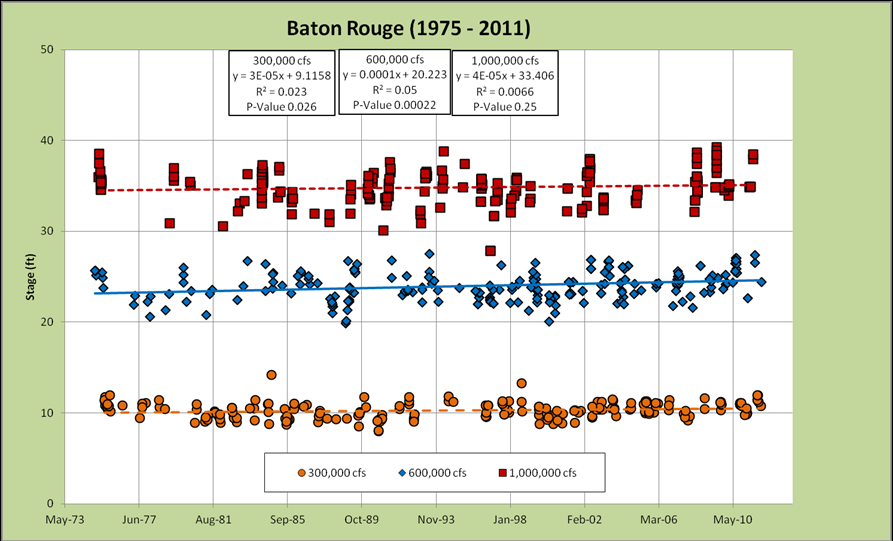 Baton Rouge (1975 - 2011)
300,000 cfs
y = 3E-05x + 9.1158
R² = 0.023
P-Value 0.026
600,000 cfs
y = 0.0001x + 20.223
R² = 0.05
P-Value 0.00022
1,000,000 cfs
y = 4E-05x + 33.406
R² = 0.0066
P-Value 0.25
Stage (ft)
50
40
30
20
10
0
May-73 Jun-77 Aug-81 Sep-85 Oct-89 Nov-93 Jan-98 Feb-02 Mar-06 May-10
300,000 cfs 600,000 cfs 1,000,000 cfs